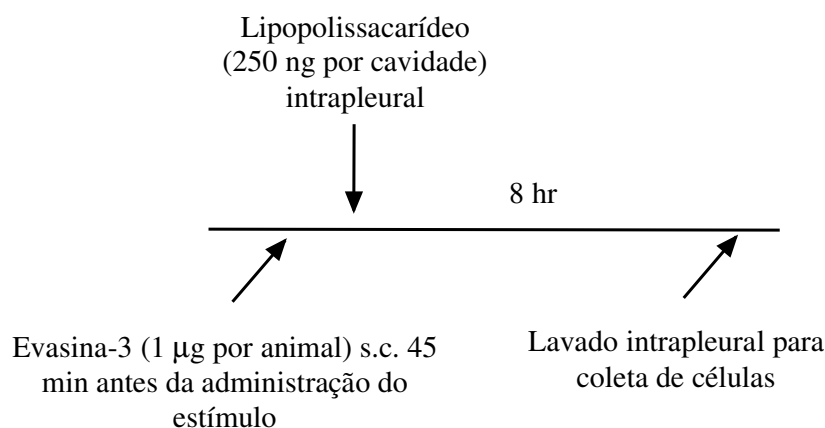 Lipopolissacarídeo
(250 ng por cavidade)
intrapleural
8 hr
Evasina-3 (1 μg por animal) s.c. 45
min antes da administração do
estímulo
Lavado intrapleural para
coleta de células